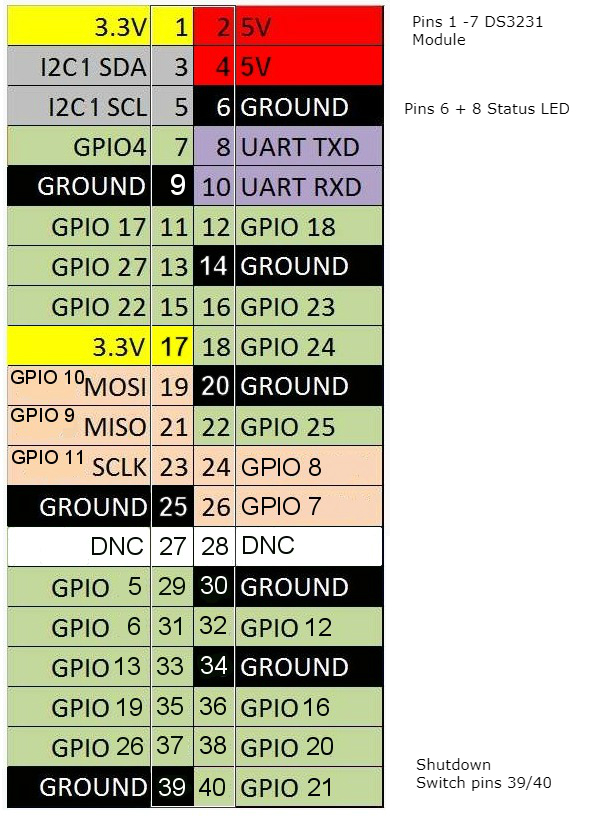 3.3V 1 2 5V Pins 1 -7 DS3231
Module
I2C1 SDA 3 4 5V
I2C1 SCL 5 6 GROUND Pins 6 + 8 Status LED
GPIO4 7 8 UART TXD
GROUND 9 10 UART RXD
GPIO 17 11 12 GPIO 18
GPIO 27 13 14 GROUND
GPIO 22 15 16 GPIO 23
3.3V 17 18 GPIO 24
GPIO 10 MOSI 19 20 GROUND
GPIO 9 MISO 21 22 GPIO 25
GPIO 11 SCLK 23 24 GPIO 8
GROUND 25 26 GPIO 7
DNC 27 28 DNC
GPIO 5 29 30 GROUND
GPIO 6 31 32 GPIO 12
GPIO 13 33 34 GROUND
GPIO 19 35 36 GPIO 16
GPIO 26 37 38 GPIO 20
GROUND 39 40 GPIO 21
Shutdown
Switch pins 39/40